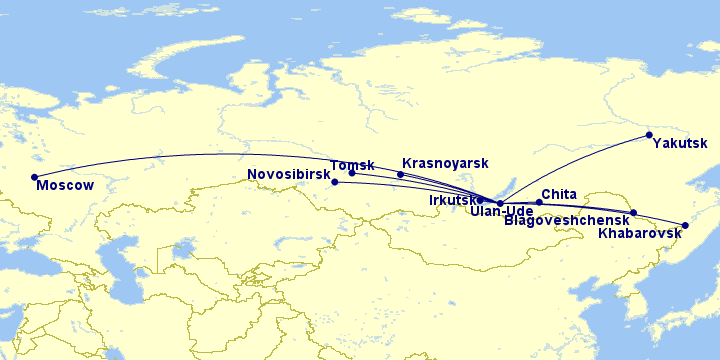 Yakutsk
Tomsk
Krasnoyarsk
Novosibirsk
Moscow
Chita
Irkutsk
Ulan-Ude
Blagoveshchensk
Khabarovsk